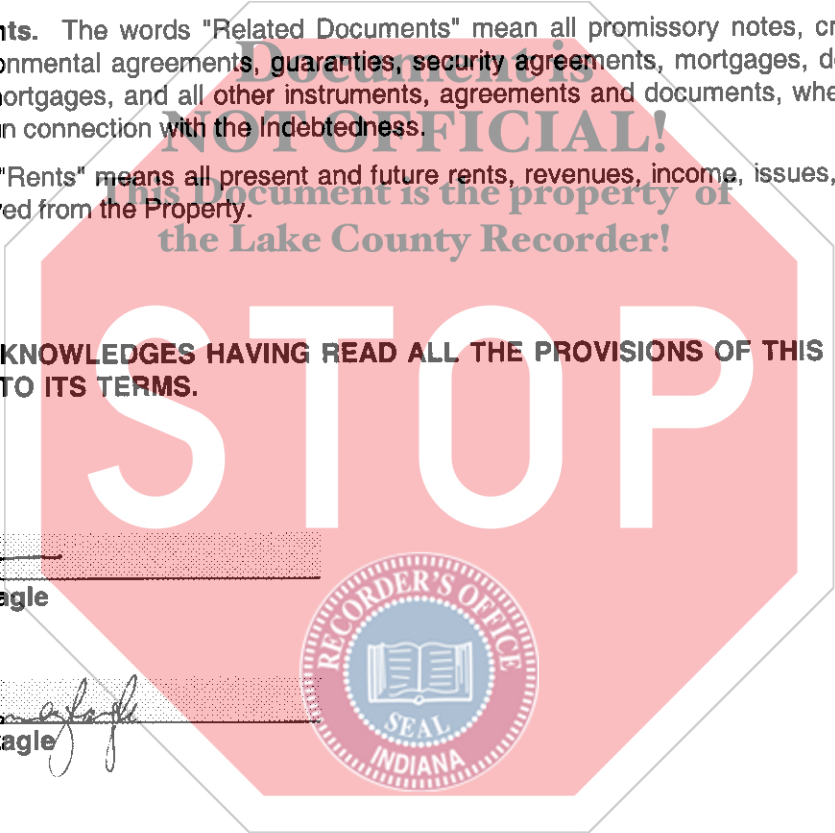 nts. The words "Related Documents" mean all promissory notes, cr
onmental agreements, guaranties, security agreements, mortgages, d
ortgages, and all other instruments, agreements and documents, whe
n connection with the Indebtedness.
Document is
NOT OFFICIAL!
"Rents" means all present and future rents, revenues, income, issues,
ed from the Property.
This Document is the property of
the Lake County Recorder!
KNOWLEDGES HAVING READ ALL THE PROVISIONS OF THIS
TO ITS TERMS.
STOP
agle
agle
RECORDER'S OFFICE
SEAL
INDIANA